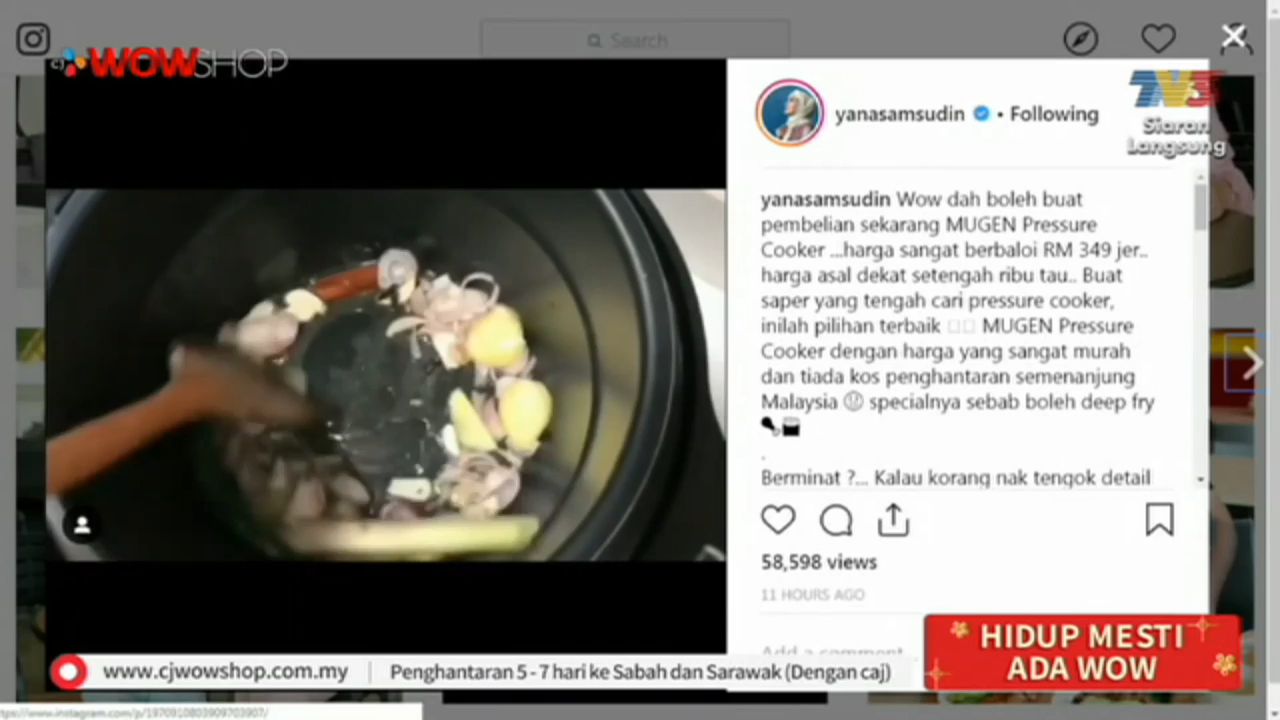 Search
CJ WOWSHOP
yanasamsudin • Following
TV3
Siaran
Langsung
yanasamsudin Wow dah boleh buat
pembelian sekarang MUGEN Pressure
Cooker ...harga sangat berbaloi RM 349 jer..
harga asal dekat setengah ribu tau.. Buat
saper yang tengah cari pressure cooker,
inilah pilihan terbaik 🀆🀆 MUGEN Pressure
Cooker dengan harga yang sangat murah
dan tiada kos penghantaran semenanjung
Malaysia specialnya sebab boleh deep fry
.
Berminat ?... Kalau korang nak tengok detail
58,598 views
11 HOURS AGO
Add a comment
HIDUP MESTI
ADA WOW
www.cjwowshop.com.my | Penghantaran 5 - 7 hari ke Sabah dan Sarawak (Dengan caj)